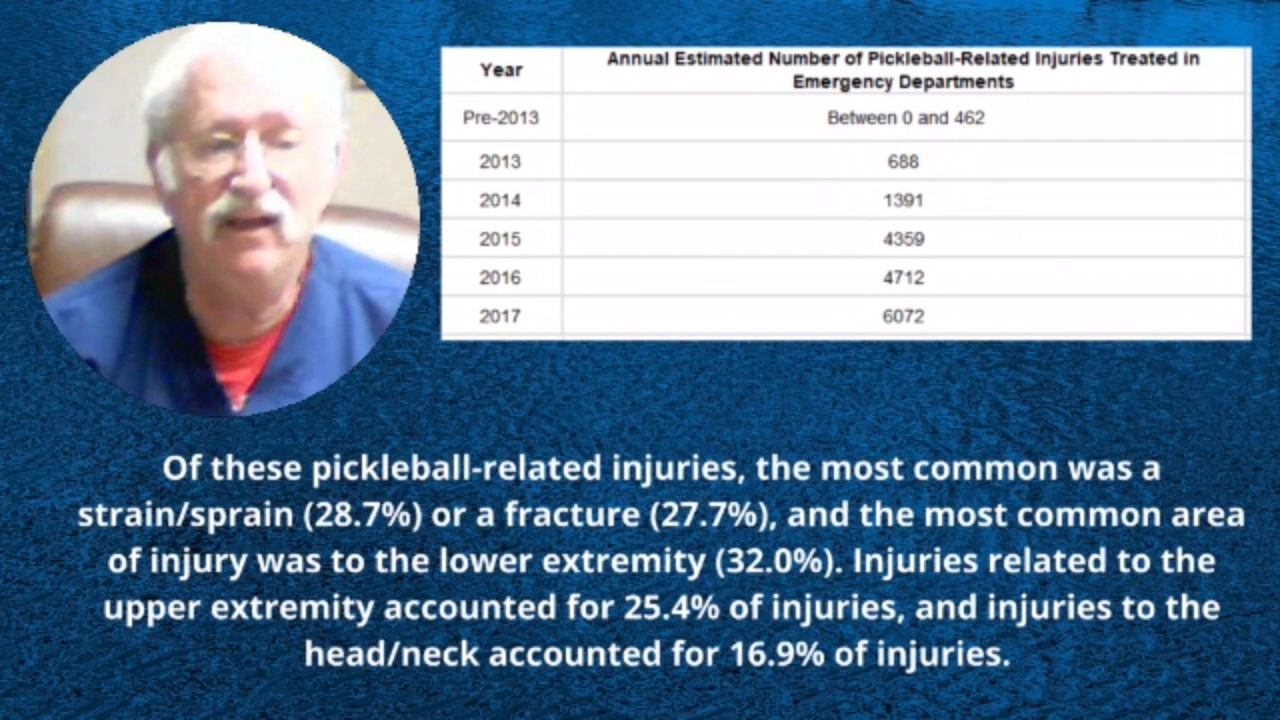 Year
Annual Estimated Number of Pickleball-Related Injuries Treated in
Emergency Departments
Pre-2013 Between 0 and 462
2013 688
2014 1391
2015 4359
2016 4712
2017 6072
Of these pickleball-related injuries, the most common was a
strain/sprain (28.7%) or a fracture (27.7%), and the most common area
of injury was to the lower extremity (32.0%). Injuries related to the
upper extremity accounted for 25.4% of injuries, and injuries to the
head/neck accounted for 16.9% of injuries.